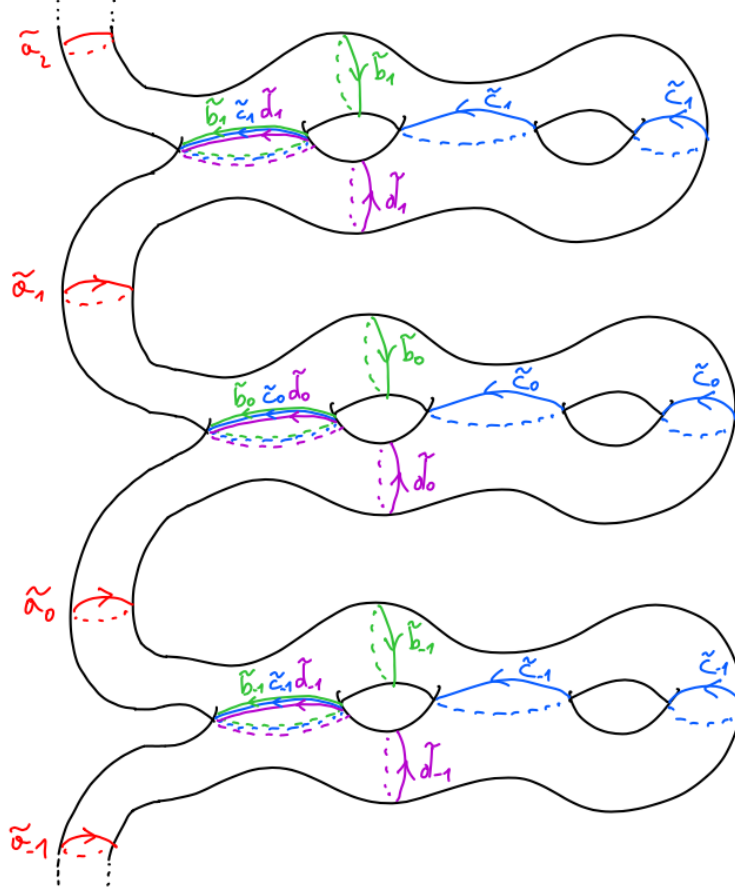 ã₂
b̃₁
c̃₁ c̃₁
b̃₁ c̃₁ d̃₁
d̃₁
ã₁
b̃₀
c̃₀ c̃₀
b̃₀ c̃₀ d̃₀
d̃₀
ã₀
b̃₋₁
c̃₋₁ c̃₋₁
b̃₋₁ c̃₋₁ d̃₋₁
d̃₋₁
ã₋₁